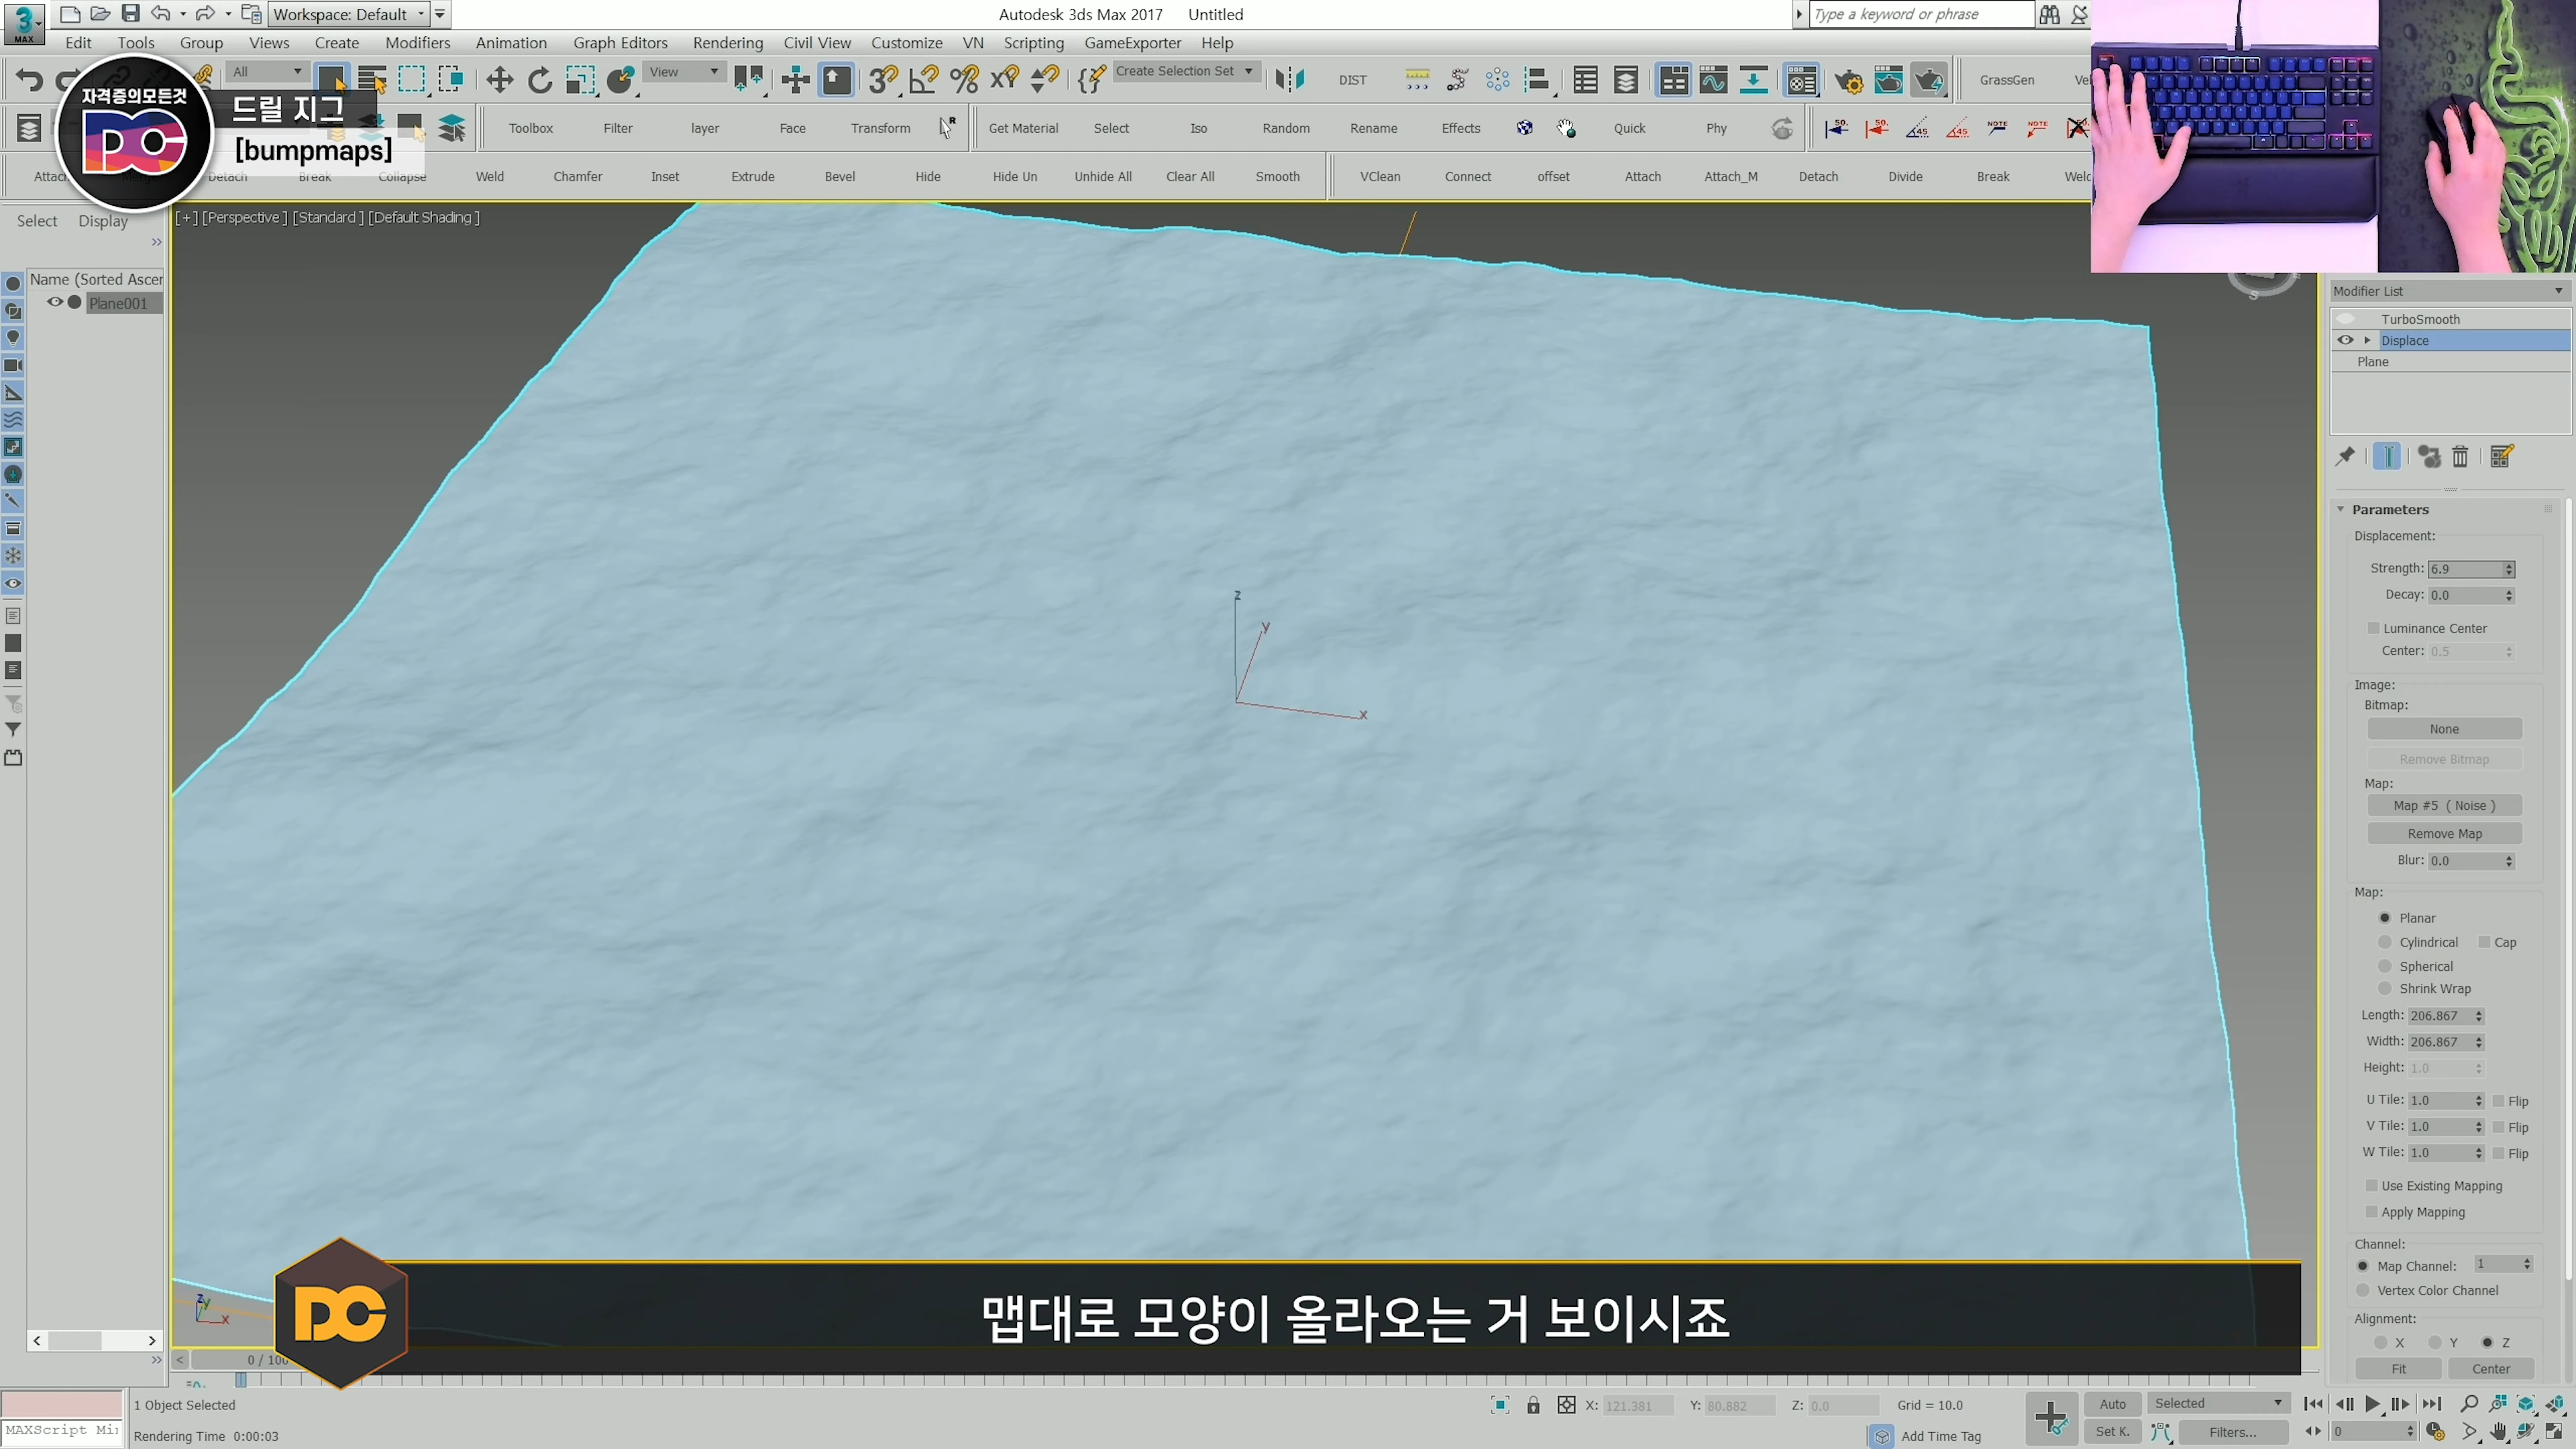 Workspace: Default
Autodesk 3ds Max 2017 Untitled
Type a keyword or phrase
3
MAX
Edit Tools Group Views Create Modifiers Animation Graph Editors Rendering Civil View Customize VN Scripting GameExporter Help
All View Create Selection Set DIST GrassGen
자격증의모든것
DC
드릴 지그
[bumpmaps]
Toolbox Filter layer Face Transform Get Material Select Iso Random Rename Effects Quick Phy
Detach Break Collapse Weld Chamfer Inset Extrude Bevel Hide Hide Un Unhide All Clear All Smooth VClean Connect offset Attach Attach_M Detach Divide Break
Select Display
[+] [Perspective ] [Standard ] [Default Shading ]
Name (Sorted Ascer
Plane001
z
y
x
Modifier List
TurboSmooth
Displace
Plane
Parameters
Displacement:
Strength: 6.9
Decay: 0.0
Luminance Center
Center: 0.5
Image:
Bitmap:
None
Remove Bitmap
Map:
Map #5 ( Noise )
Remove Map
Blur: 0.0
Map:
Planar
Cylindrical Cap
Spherical
Shrink Wrap
Length: 206.867
Width: 206.867
Height: 1.0
U Tile: 1.0 Flip
V Tile: 1.0 Flip
W Tile: 1.0 Flip
Use Existing Mapping
Apply Mapping
Channel:
Map Channel: 1
Vertex Color Channel
Alignment:
X Y Z
Fit Center
DC
맵대로 모양이 올라오는 거 보이시죠
0 / 100
1 Object Selected
X: 121.381 Y: 80.882 Z: 0.0 Grid = 10.0
Auto Selected
MAXScript Mi
Rendering Time 0:00:03
Add Time Tag
Set K. Filters... 0